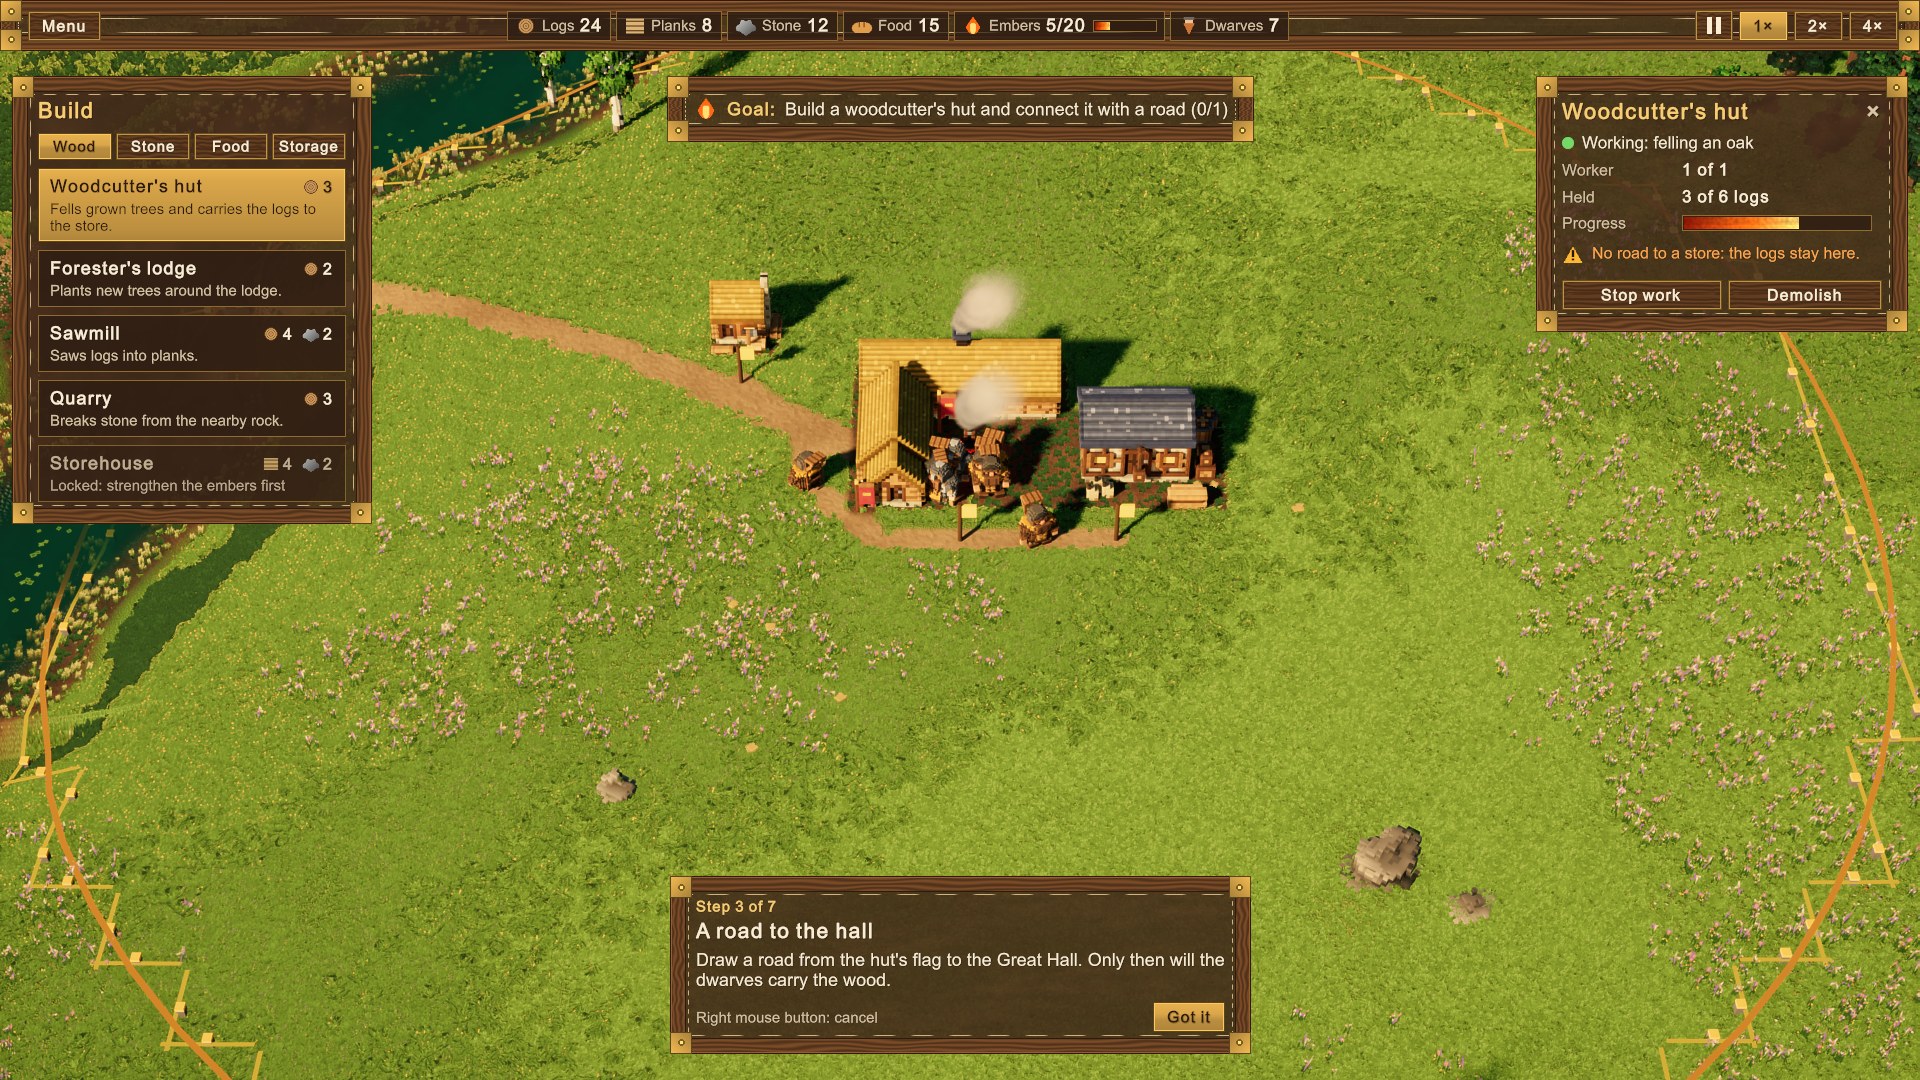 Menu
Logs 24
Planks 8
Stone 12
Food 15
Embers 5/20
Dwarves 7
1×
2×
4×
Build
Wood
Stone
Food
Storage
Woodcutter's hut 3
Fells grown trees and carries the logs to
the store.
Forester's lodge 2
Plants new trees around the lodge.
Sawmill 4 2
Saws logs into planks.
Quarry 3
Breaks stone from the nearby rock.
Storehouse 4 2
Locked: strengthen the embers first
Goal: Build a woodcutter's hut and connect it with a road (0/1)
Woodcutter's hut ×
Working: felling an oak
Worker 1 of 1
Held 3 of 6 logs
Progress
No road to a store: the logs stay here.
Stop work
Demolish
Step 3 of 7
A road to the hall
Draw a road from the hut's flag to the Great Hall. Only then will the
dwarves carry the wood.
Right mouse button: cancel
Got it